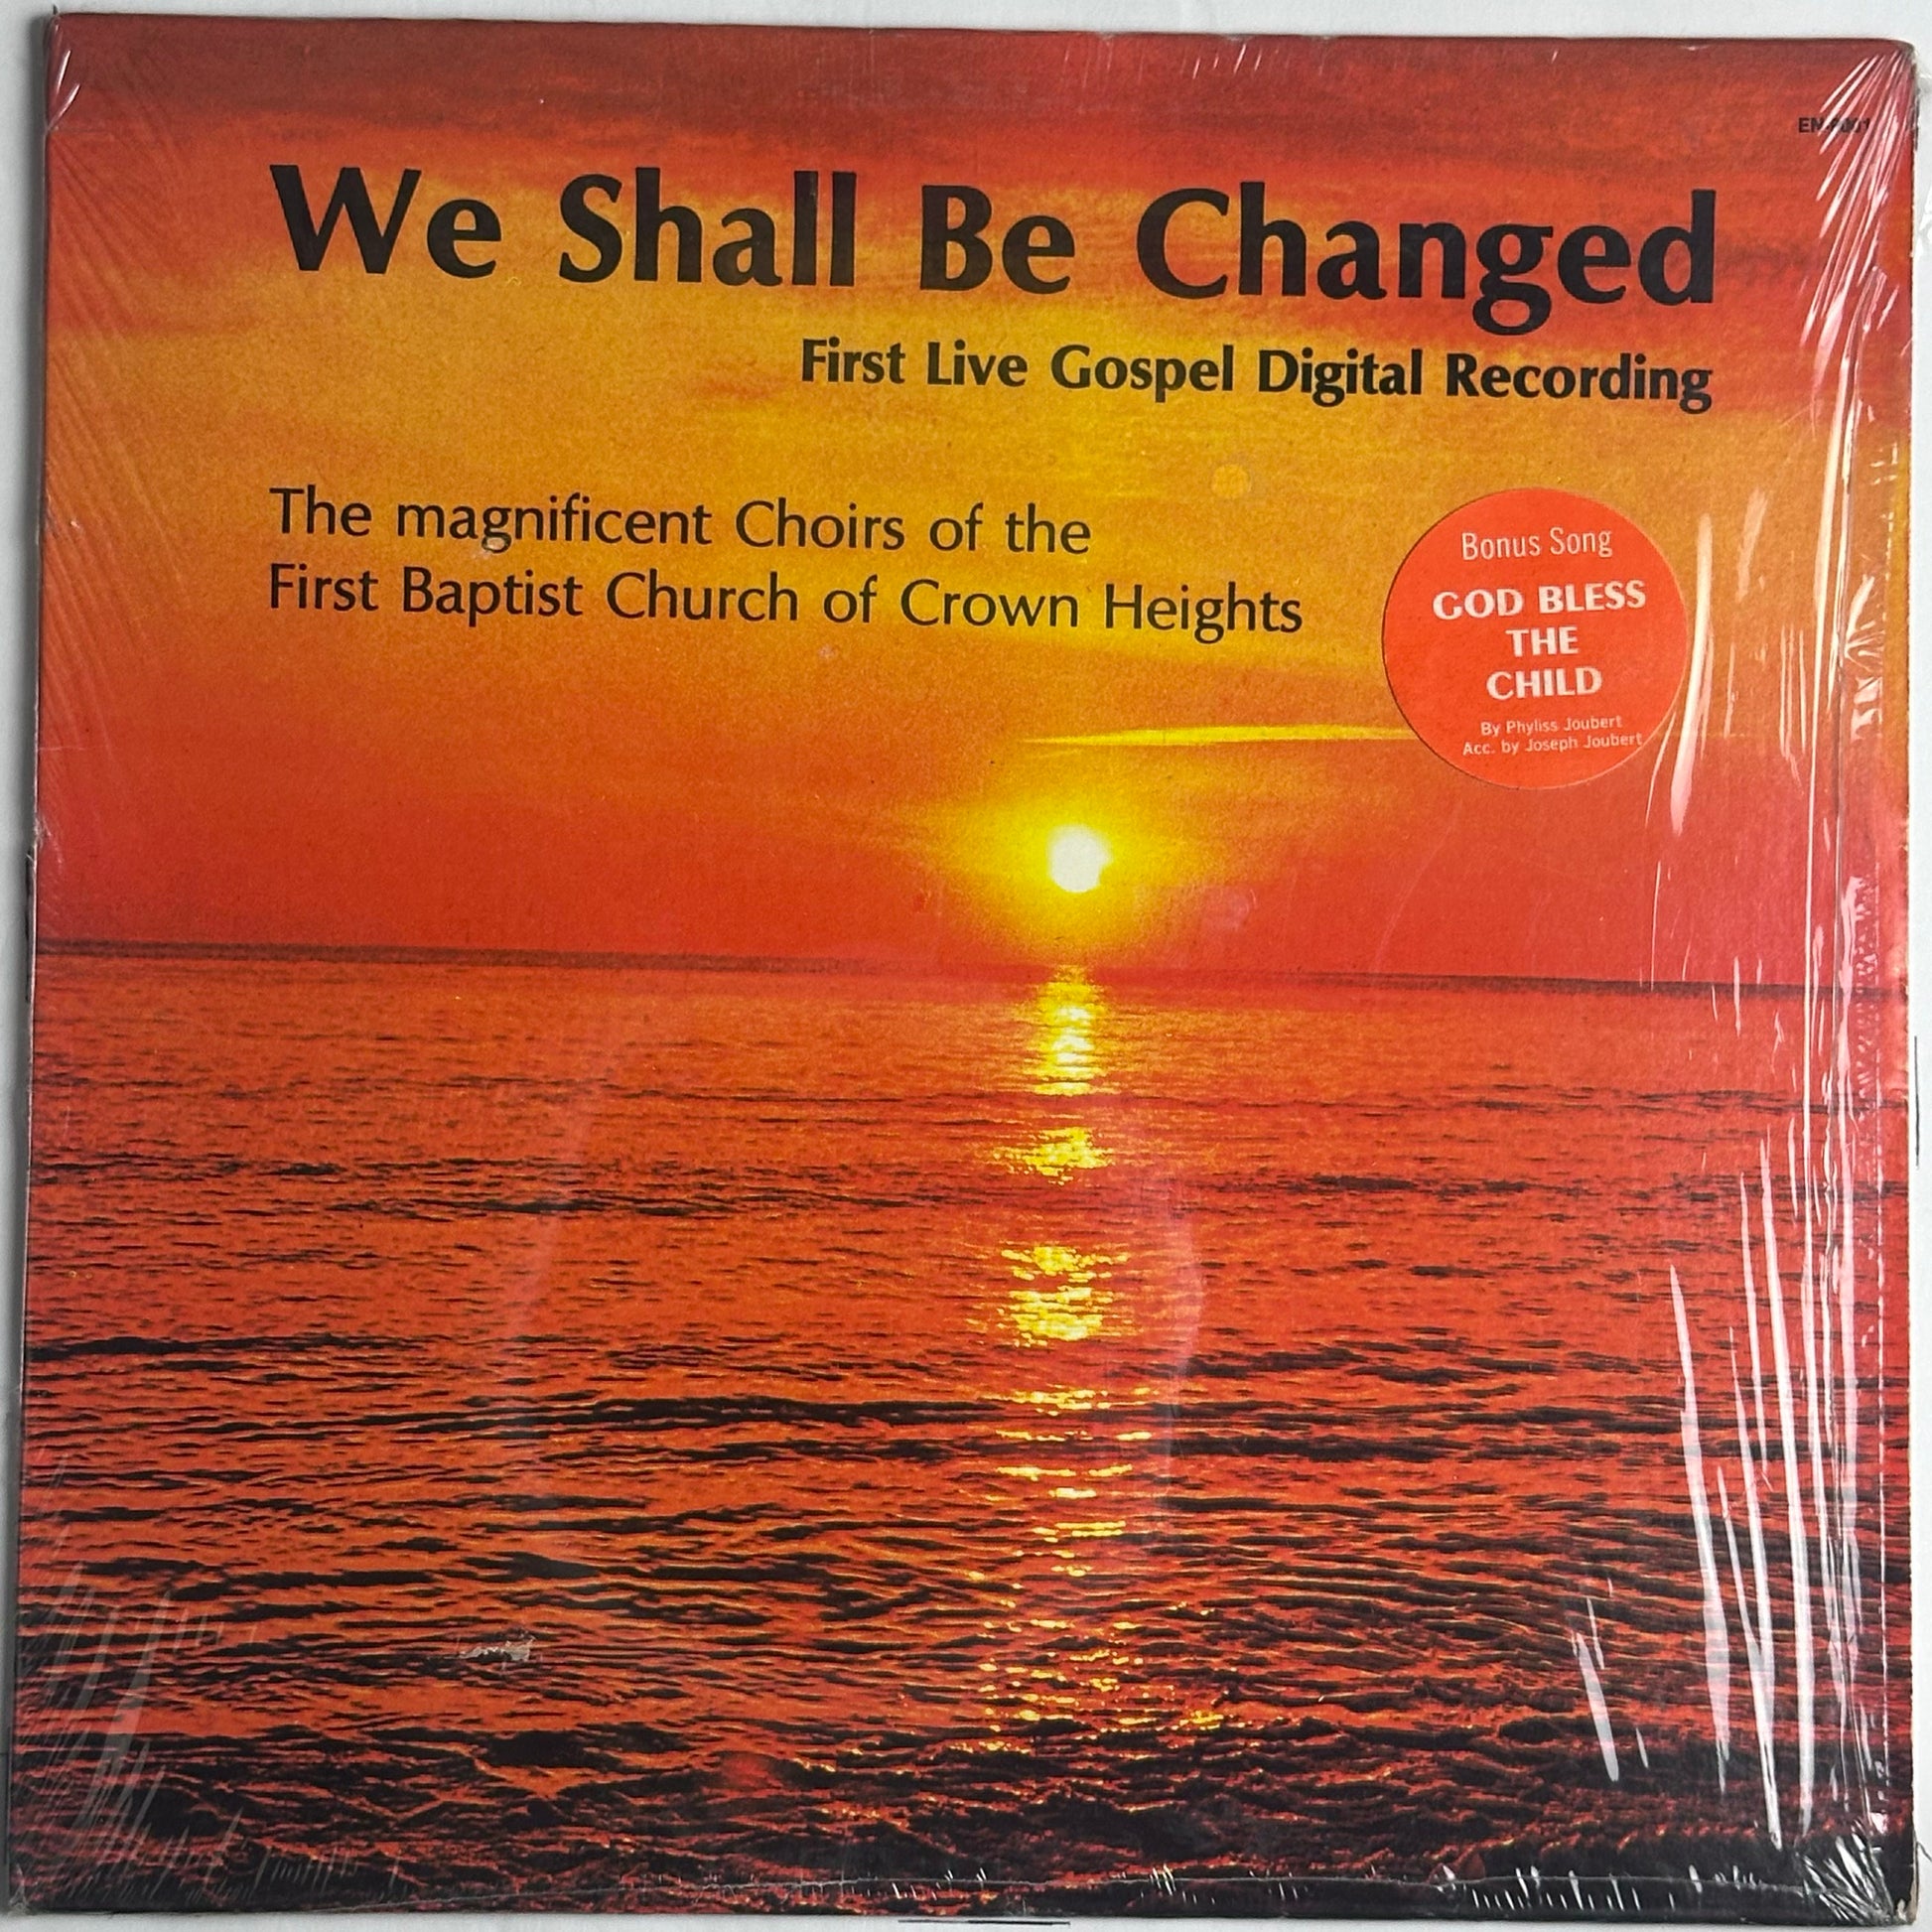 We Shall Be Changed
First Live Gospel Digital Recording
The magnificent Choirs of the
First Baptist Church of Crown Heights
Bonus Song
GOD BLESS
THE
CHILD
By Phyliss Joubert
Acc. by Joseph Joubert